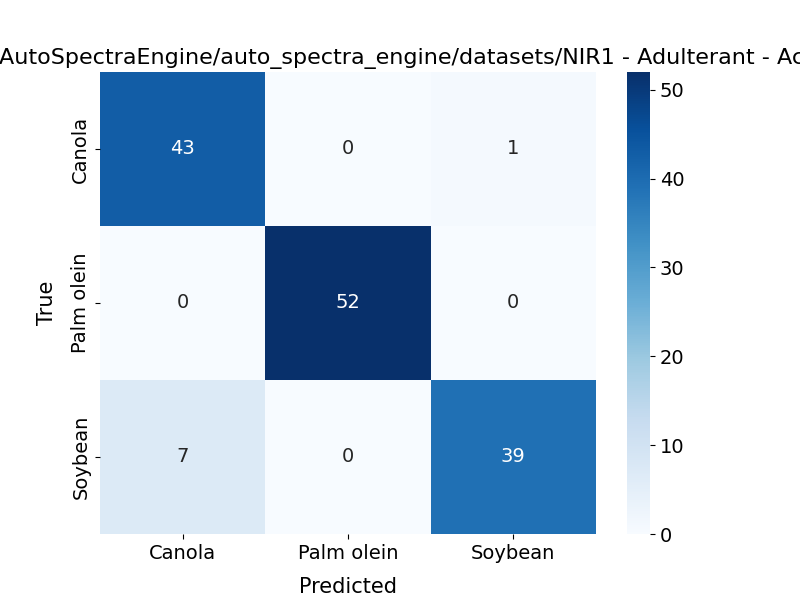 AutoSpectraEngine/auto_spectra_engine/datasets/NIR1 - Adulterant - Ac
Canola
43
0
1
Palm olein
0
52
0
Soybean
7
0
39
True
Canola Palm olein Soybean
Predicted
50
40
30
20
10
0